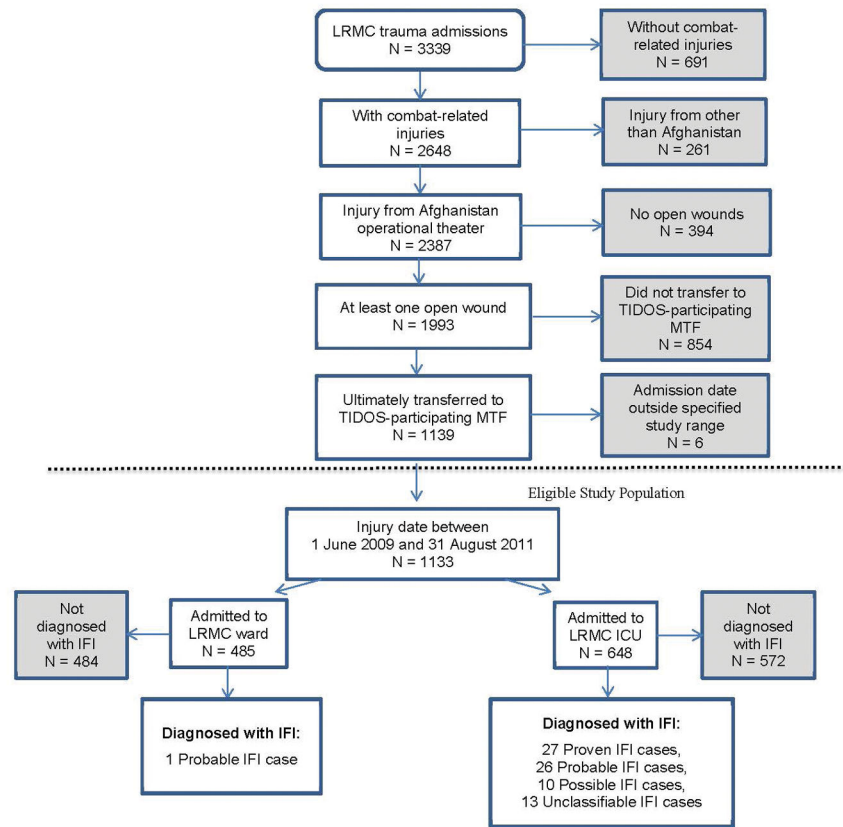 LRMC trauma admissions
N = 3339
Without combat-
related injuries
N = 691
With combat-related
injuries
N = 2648
Injury from other
than Afghanistan
N = 261
Injury from Afghanistan
operational theater
N = 2387
No open wounds
N = 394
At least one open wound
N = 1993
Did not transfer to
TIDOS-participating
MTF
N = 854
Ultimately transferred to
TIDOS-participating MTF
N = 1139
Admission date
outside specified
study range
N = 6
Eligible Study Population
Injury date between
1 June 2009 and 31 August 2011
N = 1133
Not
diagnosed
with IFI
N = 484
Admitted to
LRMC ward
N = 485
Admitted to
LRMC ICU
N = 648
Not
diagnosed
with IFI
N = 572
Diagnosed with IFI:
1 Probable IFI case
Diagnosed with IFI:
27 Proven IFI cases,
26 Probable IFI cases,
10 Possible IFI cases,
13 Unclassifiable IFI cases